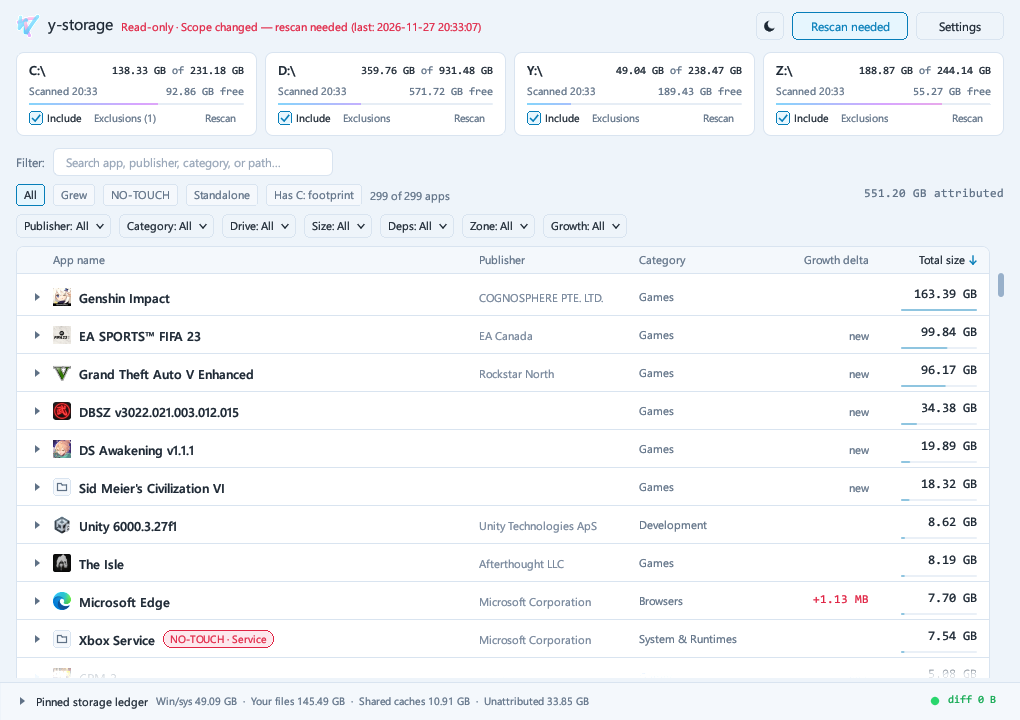 y-storage Read-only · Scope changed — rescan needed (last: 2026-11-27 20:33:07) Rescan needed Settings
C:\ 138.33 GB of 231.18 GB
Scanned 20:33 92.86 GB free
Include Exclusions (1) Rescan
D:\ 359.76 GB of 931.48 GB
Scanned 20:33 571.72 GB free
Include Exclusions Rescan
Y:\ 49.04 GB of 238.47 GB
Scanned 20:33 189.43 GB free
Include Exclusions Rescan
Z:\ 188.87 GB of 244.14 GB
Scanned 20:33 55.27 GB free
Include Exclusions Rescan
Filter: Search app, publisher, category, or path...
All Grew NO-TOUCH Standalone Has C: footprint 299 of 299 apps 551.20 GB attributed
Publisher: All Category: All Drive: All Size: All Deps: All Zone: All Growth: All
App name Publisher Category Growth delta Total size
Genshin Impact COGNOSPHERE PTE. LTD. Games 163.39 GB
EA SPORTS™ FIFA 23 EA Canada Games new 99.84 GB
Grand Theft Auto V Enhanced Rockstar North Games new 96.17 GB
DBSZ v3022.021.003.012.015 Games new 34.38 GB
DS Awakening v1.1.1 Games new 19.89 GB
Sid Meier's Civilization VI Games new 18.32 GB
Unity 6000.3.27f1 Unity Technologies ApS Development 8.62 GB
The Isle Afterthought LLC Games 8.19 GB
Microsoft Edge Microsoft Corporation Browsers +1.13 MB 7.70 GB
Xbox Service NO-TOUCH · Service Microsoft Corporation System & Runtimes 7.54 GB
5.08 GB
Pinned storage ledger Win/sys 49.09 GB · Your files 145.49 GB · Shared caches 10.91 GB · Unattributed 33.85 GB diff 0 B